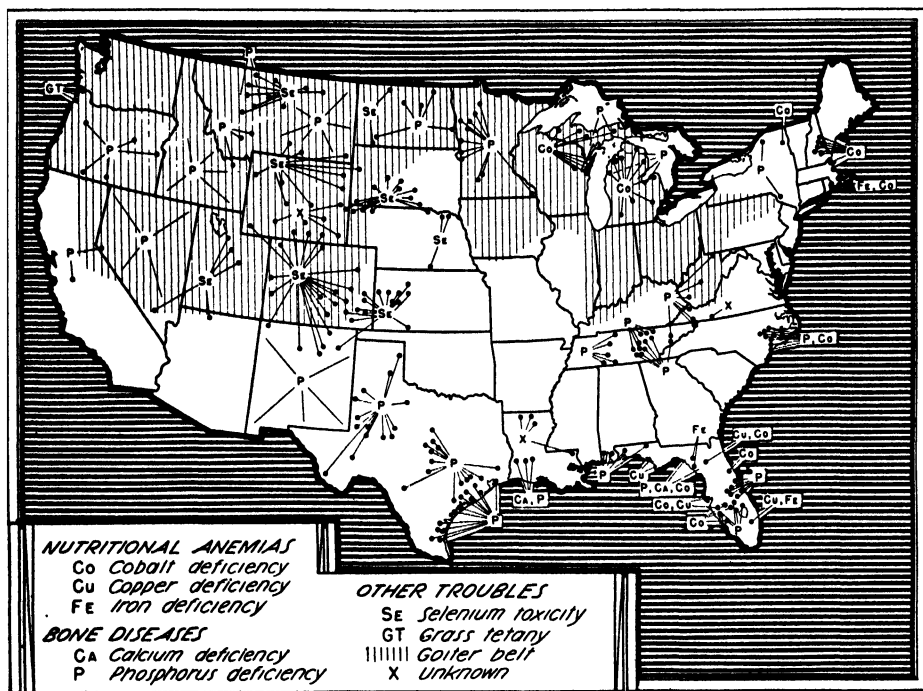 P
GT
Se
Se
P
P
P
P
P
Co
P
P
Co
Co
P
Se
P
Se
Co
P
Fe, Co
X
Se
P
P
Se
Se
Se
P
X
P
P
P, Co
P
P
P
Fe
Cu, Co
X
Co
P
Ca, P
P
Cu
P, Ca, Co
P
Co, Cu
Cu, Fe
P
Co
P
NUTRITIONAL ANEMIAS
Co Cobalt deficiency
Cu Copper deficiency
Fe Iron deficiency
BONE DISEASES
Ca Calcium deficiency
P Phosphorus deficiency
OTHER TROUBLES
Se Selenium toxicity
GT Grass tetany
Goiter belt
X Unknown